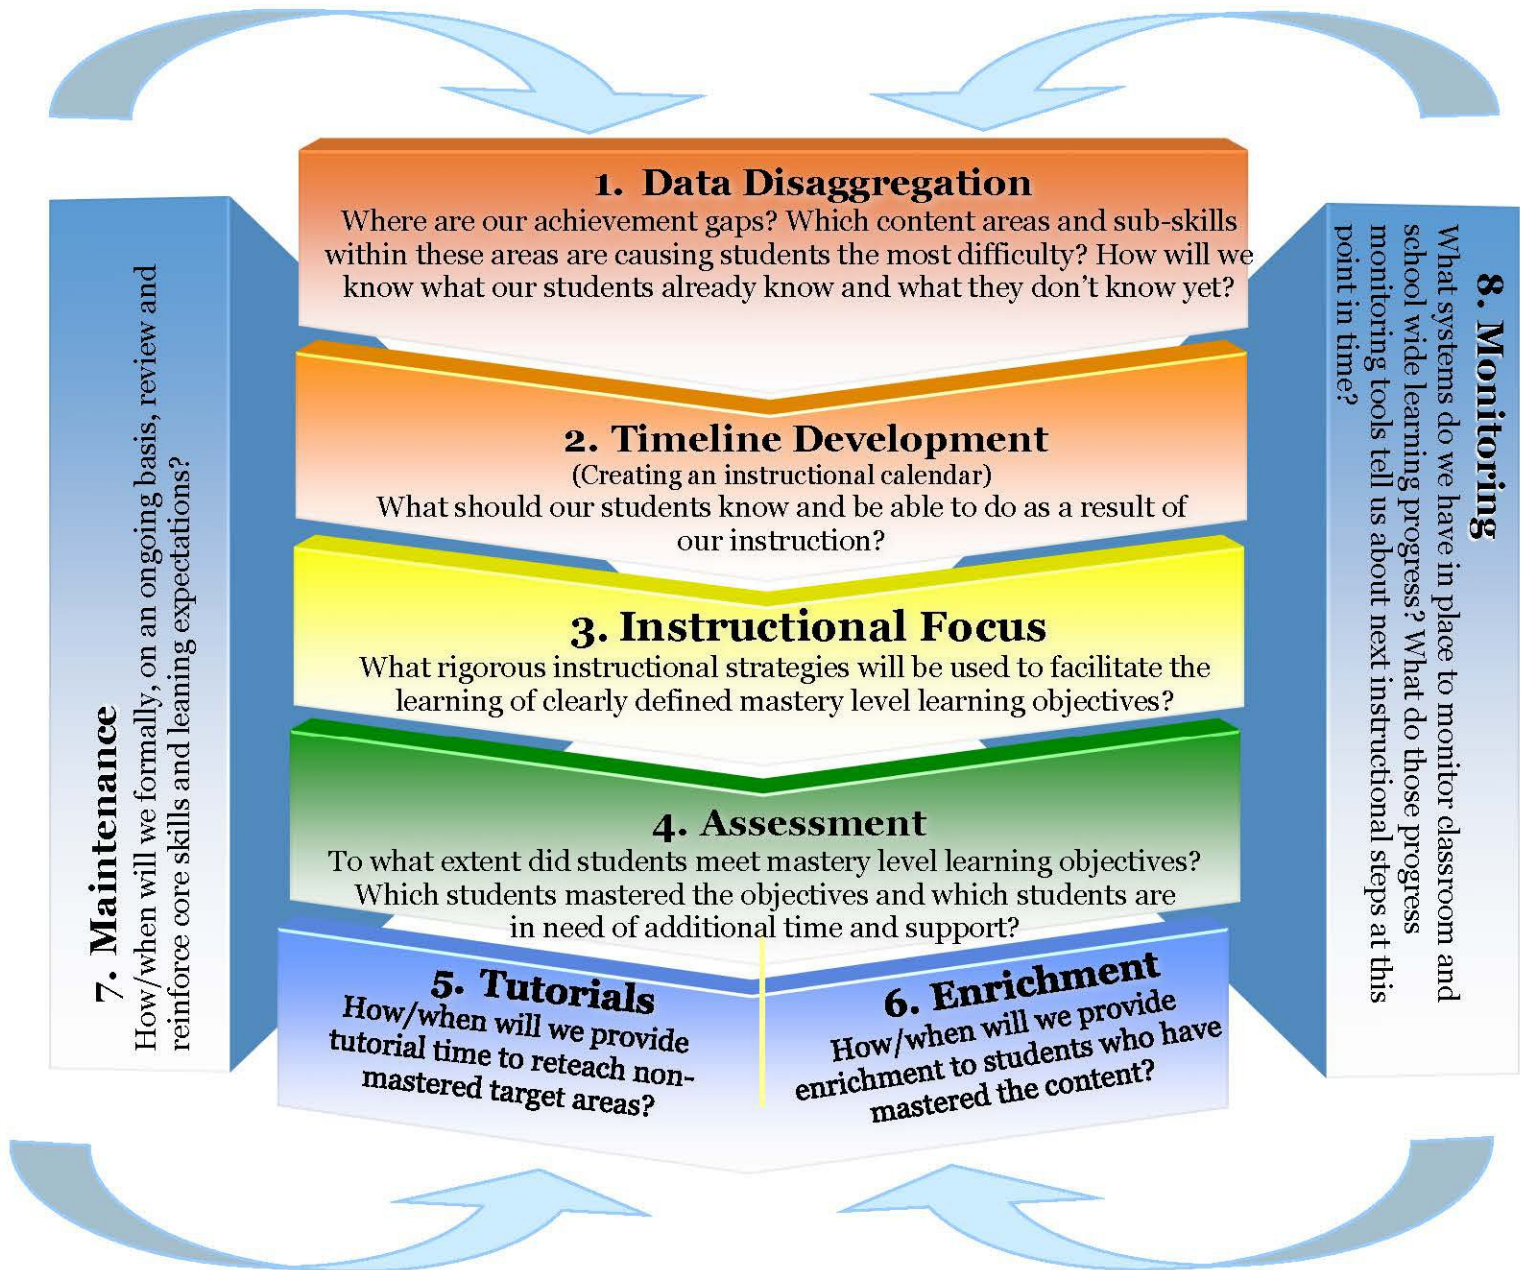 1. Data Disaggregation
Where are our achievement gaps? Which content areas and sub-skills
within these areas are causing students the most difficulty? How will we
know what our students already know and what they don't know yet?
2. Timeline Development
(Creating an instructional calendar)
What should our students know and be able to do as a result of
our instruction?
3. Instructional Focus
What rigorous instructional strategies will be used to facilitate the
learning of clearly defined mastery level learning objectives?
4. Assessment
To what extent did students meet mastery level learning objectives?
Which students mastered the objectives and which students are
in need of additional time and support?
5. Tutorials
How/when will we provide
tutorial time to reteach non-
mastered target areas?
6. Enrichment
How/when will we provide
enrichment to students who have
mastered the content?
7. Maintenance
How/when will we formally, on an ongoing basis, review and
reinforce core skills and leaning expectations?
8. Monitoring
What systems do we have in place to monitor classroom and
school wide learning progress? What do those progress
monitoring tools tell us about next instructional steps at this
point in time?